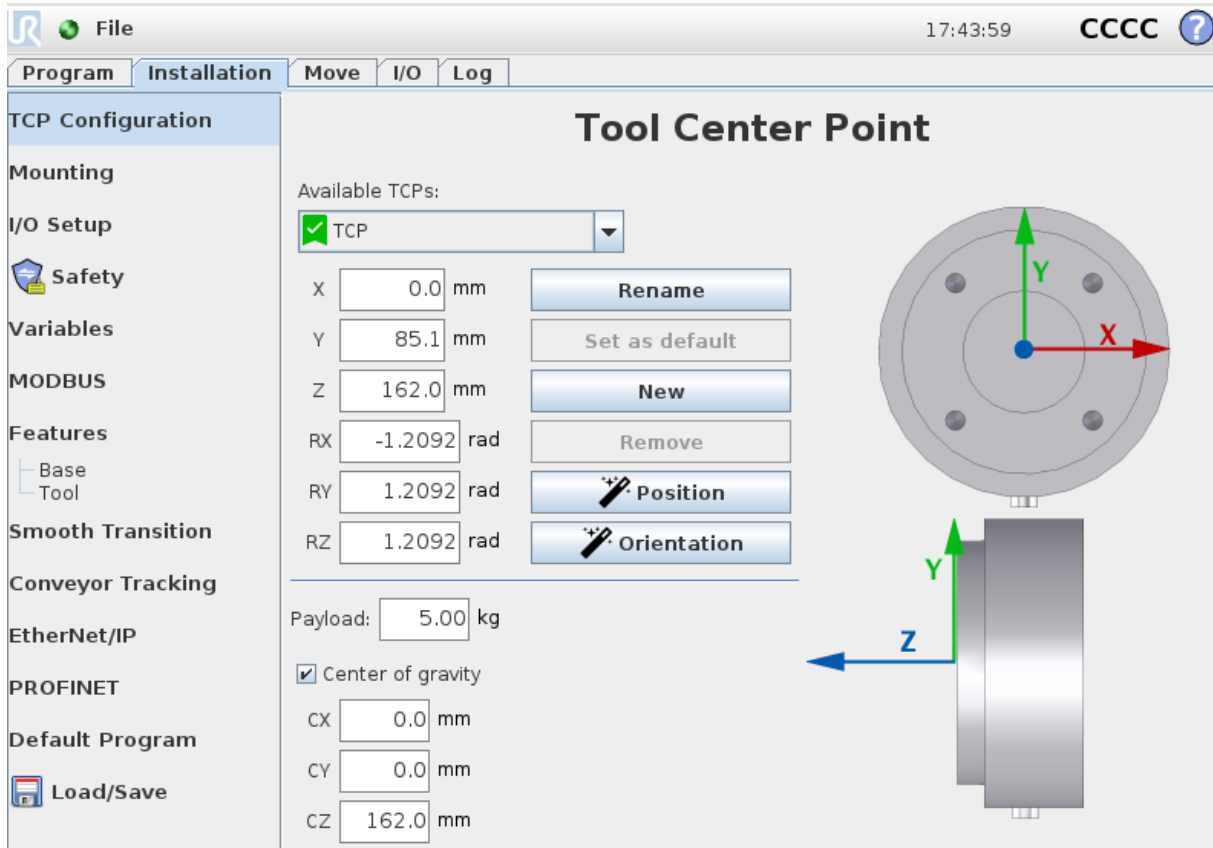 UR File 17:43:59 CCCC ?
Program Installation Move I/O Log
TCP Configuration
Mounting
I/O Setup
Safety
Variables
MODBUS
Features
Base
Tool
Smooth Transition
Conveyor Tracking
EtherNet/IP
PROFINET
Default Program
Load/Save
Tool Center Point
Available TCPs:
TCP
X 0.0 mm Rename
Y 85.1 mm Set as default
Z 162.0 mm New
RX -1.2092 rad Remove
RY 1.2092 rad Position
RZ 1.2092 rad Orientation
Payload: 5.00 kg
Center of gravity
CX 0.0 mm
CY 0.0 mm
CZ 162.0 mm
Y
X
Y
Z